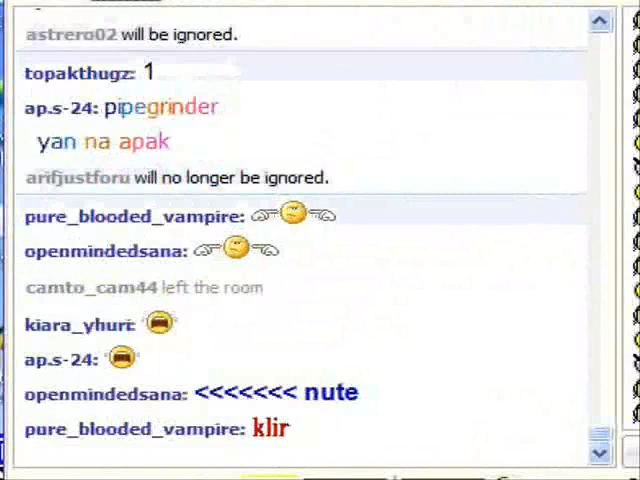 astrero02 will be ignored.
topakthugz: 1
ap.s-24: pipegrinder
yan na apak
arifjustforu will no longer be ignored.
pure_blooded_vampire:
openmindedsana:
camto_cam44 left the room
kiara_yhuri:
ap.s-24:
openmindedsana: <<<<<<< nute
pure_blooded_vampire: klir